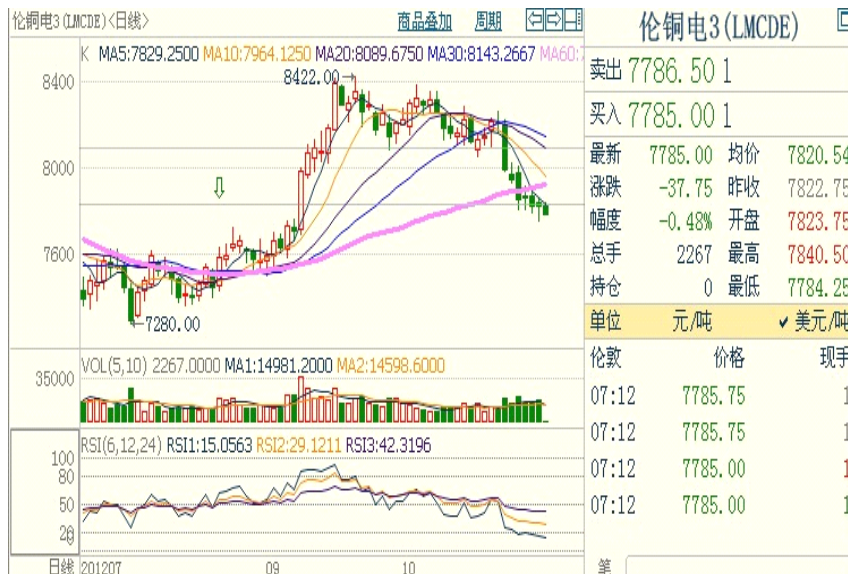 伦铜电3(LMCDE)<日线> 商品叠加 周期
K MA5:7829.2500 MA10:7964.1250 MA20:8089.6750 MA30:8143.2667 MA60:
8422.00→
8400
8000
7600
←7280.00
VOL(5,10) 2267.0000 MA1:14981.2000 MA2:14598.6000
35000
RSI(6,12,24) RSI1:15.0563 RSI2:29.1211 RSI3:42.3196
100
80
50
20
日线 201207 09 10
伦铜电3(LMCDE)
卖出 7786.50 1
买入 7785.00 1
最新 7785.00 均价 7820.54
涨跌 -37.75 昨收 7822.75
幅度 -0.48% 开盘 7823.75
总手 2267 最高 7840.50
持仓 0 最低 7784.25
单位 元/吨 ✓美元/吨
伦敦 价格 现手
07:12 7785.75 1
07:12 7785.75 1
07:12 7785.00 1
07:12 7785.00 1
笔